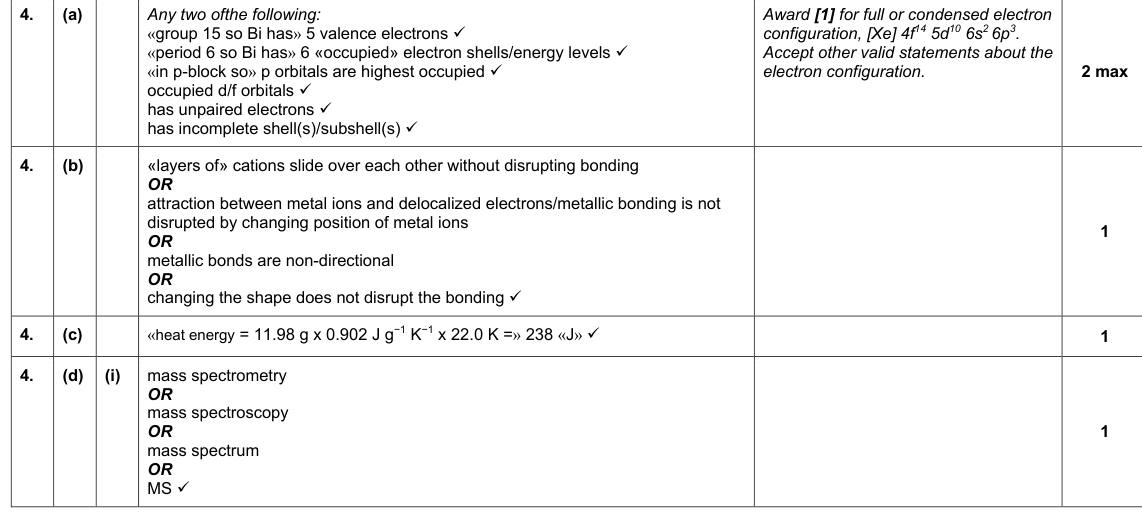 4. (a) Any two ofthe following:
«group 15 so Bi has» 5 valence electrons ✓
«period 6 so Bi has» 6 «occupied» electron shells/energy levels ✓
«in p-block so» p orbitals are highest occupied ✓
occupied d/f orbitals ✓
has unpaired electrons ✓
has incomplete shell(s)/subshell(s) ✓
Award [1] for full or condensed electron
configuration, [Xe] 4f¹⁴ 5d¹⁰ 6s² 6p³.
Accept other valid statements about the
electron configuration.
2 max
4. (b) «layers of» cations slide over each other without disrupting bonding
OR
attraction between metal ions and delocalized electrons/metallic bonding is not
disrupted by changing position of metal ions
OR
metallic bonds are non-directional
OR
changing the shape does not disrupt the bonding ✓
1
4. (c) «heat energy = 11.98 g x 0.902 J g⁻¹ K⁻¹ x 22.0 K =» 238 «J» ✓
1
4. (d) (i) mass spectrometry
OR
mass spectroscopy
OR
mass spectrum
OR
MS ✓
1